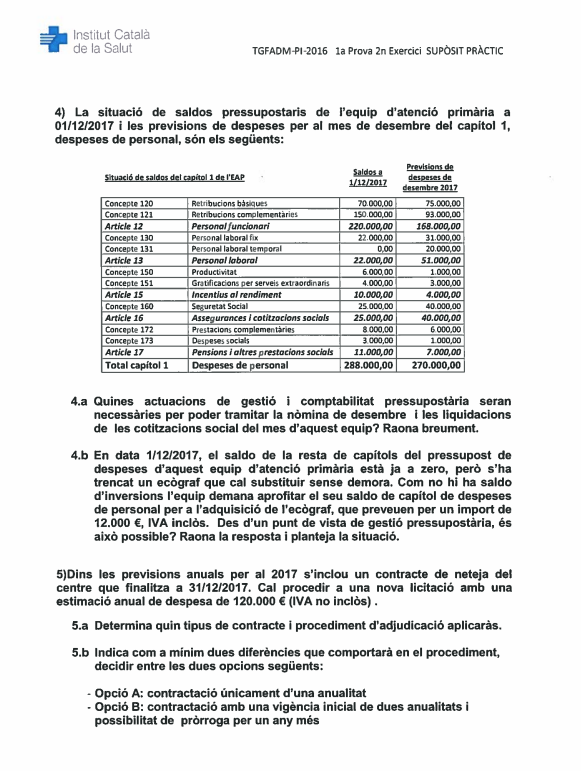 Institut Català
de la Salut
TGFADM-PI-2016 1a Prova 2n Exercici SUPÒSIT PRÀCTIC
4) La situació de saldos pressupostaris de l'equip d'atenció primària a
01/12/2017 i les previsions de despeses per al mes de desembre del capítol 1,
despeses de personal, són els següents:
Situació de saldos del capítol 1 de l'EAP
Saldos a
1/12/2017
Previsions de
despeses de
desembre 2017
Concepte 120 Retribucions bàsiques 70.000,00 75.000,00
Concepte 121 Retribucions complementàries 150.000,00 93.000,00
Article 12 Personal funcionari 220.000,00 168.000,00
Concepte 130 Personal laboral fix 22.000,00 31.000,00
Concepte 131 Personal laboral temporal 0,00 20.000,00
Article 13 Personal laboral 22.000,00 51.000,00
Concepte 150 Productivitat 6.000,00 1.000,00
Concepte 151 Gratificacions per serveis extraordinaris 4.000,00 3.000,00
Article 15 Incentius al rendiment 10.000,00 4.000,00
Concepte 160 Seguretat Social 25.000,00 40.000,00
Article 16 Assegurances i cotitzacions socials 25.000,00 40.000,00
Concepte 172 Prestacions complementàries 8.000,00 6.000,00
Concepte 173 Despeses socials 3.000,00 1.000,00
Article 17 Pensions i altres prestacions socials 11.000,00 7.000,00
Total capítol 1 Despeses de personal 288.000,00 270.000,00
4.a Quines actuacions de gestió i comptabilitat pressupostària seran
necessàries per poder tramitar la nòmina de desembre i les liquidacions
de les cotitzacions social del mes d'aquest equip? Raona breument.
4.b En data 1/12/2017, el saldo de la resta de capítols del pressupost de
despeses d'aquest equip d'atenció primària està ja a zero, però s'ha
trencat un ecògraf que cal substituir sense demora. Com no hi ha saldo
d'inversions l'equip demana aprofitar el seu saldo de capítol de despeses
de personal per a l'adquisició de l'ecògraf, que preveuen per un import de
12.000 €, IVA inclòs. Des d'un punt de vista de gestió pressupostària, és
això possible? Raona la resposta i planteja la situació.
5)Dins les previsions anuals per al 2017 s'inclou un contracte de neteja del
centre que finalitza a 31/12/2017. Cal procedir a una nova licitació amb una
estimació anual de despesa de 120.000 € (IVA no inclòs) .
5.a Determina quin tipus de contracte i procediment d'adjudicació aplicaràs.
5.b Indica com a mínim dues diferències que comportarà en el procediment,
decidir entre les dues opcions següents:
- Opció A: contractació únicament d'una anualitat
- Opció B: contractació amb una vigència inicial de dues anualitats i
possibilitat de pròrroga per un any més